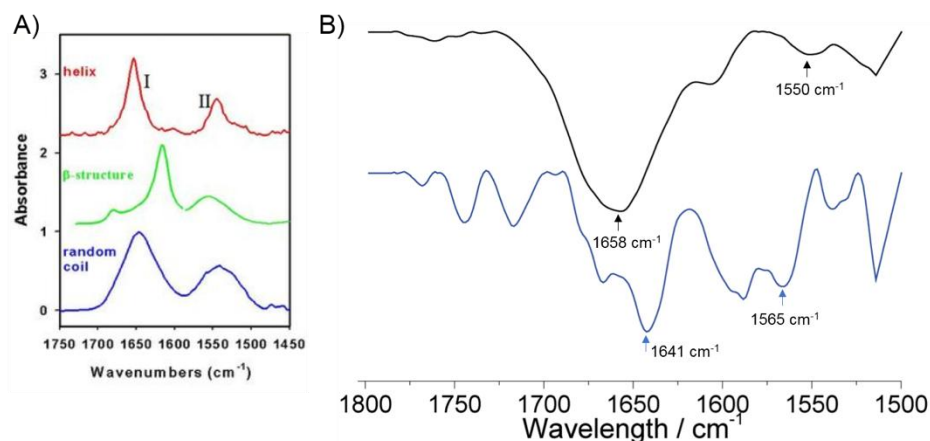 A)
Absorbance
3
2
1
0
helix
I
II
β-structure
random
coil
1750 1700 1650 1600 1550 1500 1450
Wavenumbers (cm⁻¹)
B)
1550 cm⁻¹
1658 cm⁻¹
1565 cm⁻¹
1641 cm⁻¹
1800 1750 1700 1650 1600 1550 1500
Wavelength / cm⁻¹